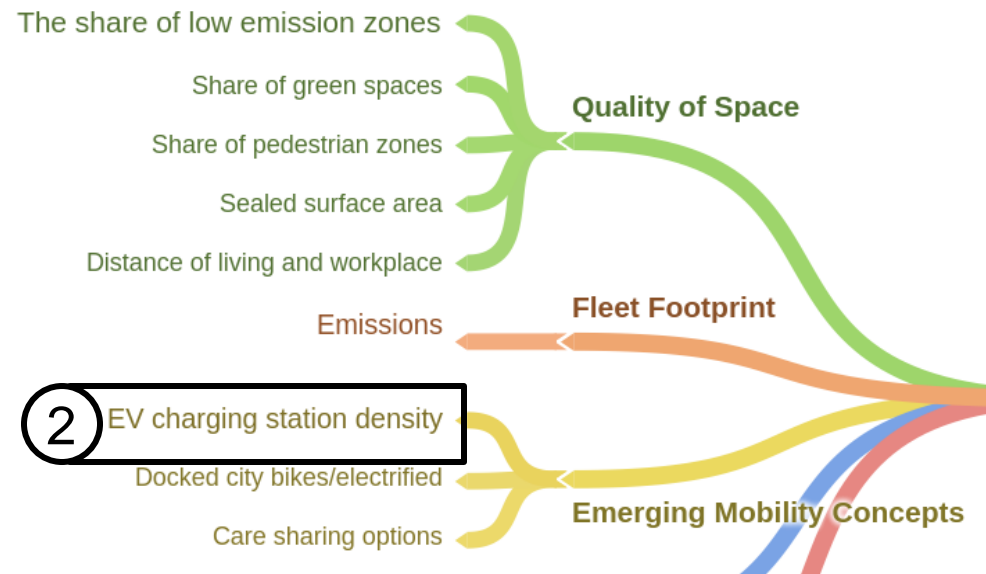 The share of low emission zones
Share of green spaces
Quality of Space
Share of pedestrian zones
Sealed surface area
Distance of living and workplace
Fleet Footprint
Emissions
2 EV charging station density
Docked city bikes/electrified
Emerging Mobility Concepts
Care sharing options